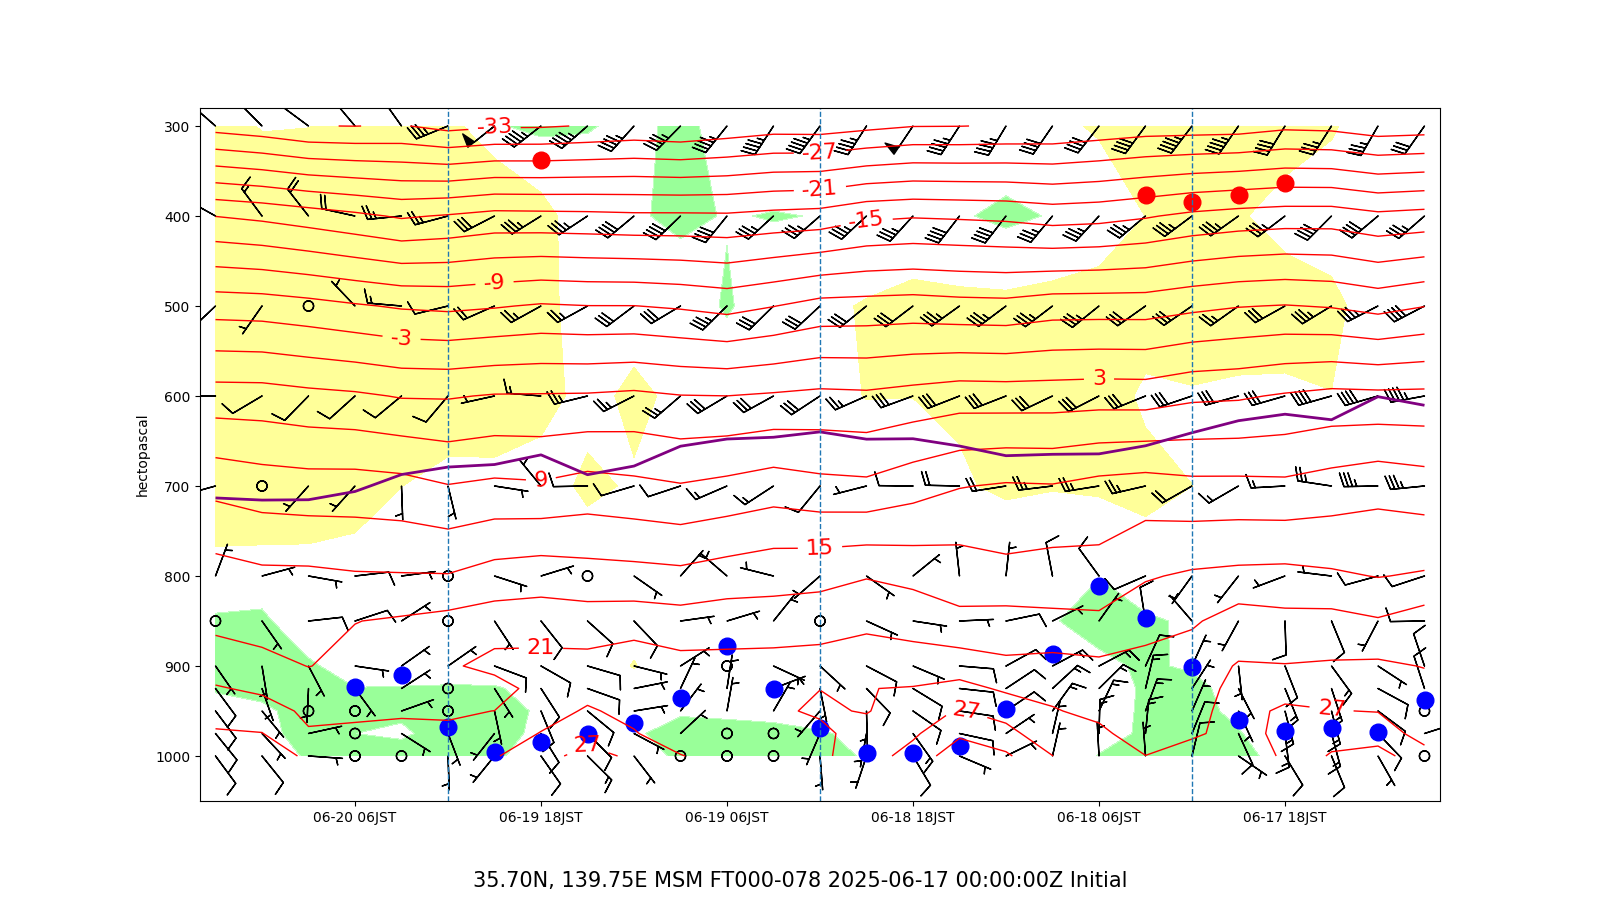 300
400
500
600
700
800
900
1000
hectopascal
-33
-27
-21
-15
-9
-3
3
9
15
21
27
27
27
06-20 06JST
06-19 18JST
06-19 06JST
06-18 18JST
06-18 06JST
06-17 18JST
35.70N, 139.75E MSM FT000-078 2025-06-17 00:00:00Z Initial